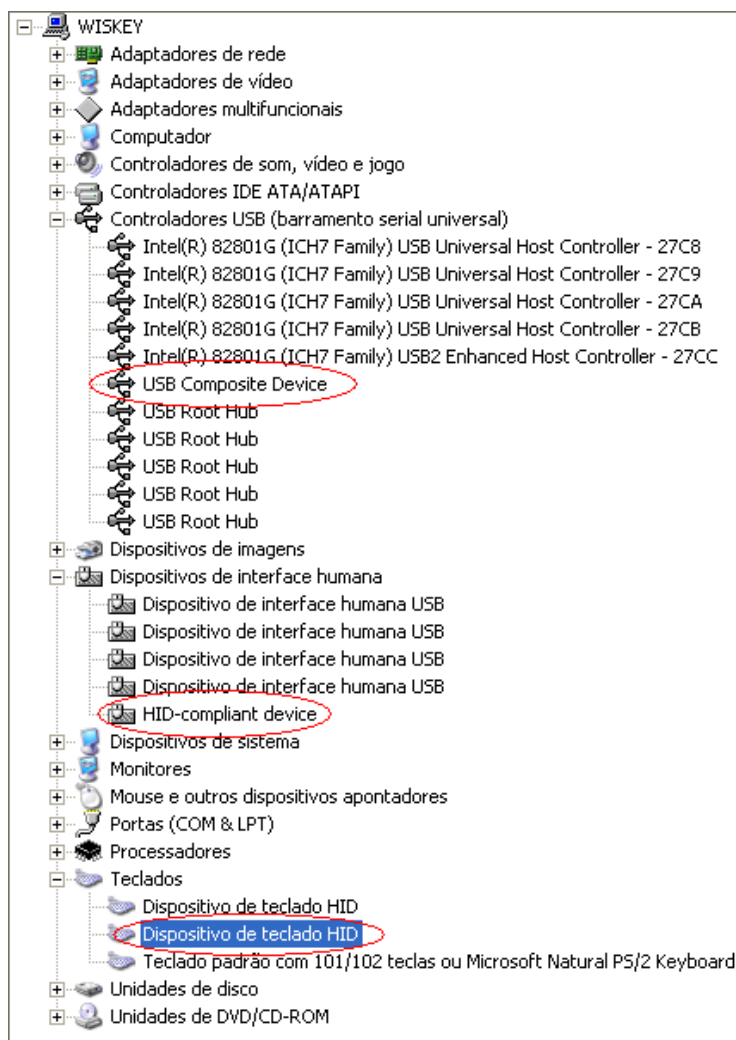 WISKEY
Adaptadores de rede
Adaptadores de vídeo
Adaptadores multifuncionais
Computador
Controladores de som, vídeo e jogo
Controladores IDE ATA/ATAPI
Controladores USB (barramento serial universal)
Intel(R) 82801G (ICH7 Family) USB Universal Host Controller - 27C8
Intel(R) 82801G (ICH7 Family) USB Universal Host Controller - 27C9
Intel(R) 82801G (ICH7 Family) USB Universal Host Controller - 27CA
Intel(R) 82801G (ICH7 Family) USB Universal Host Controller - 27CB
Intel(R) 82801G (ICH7 Family) USB2 Enhanced Host Controller - 27CC
USB Composite Device
USB Root Hub
USB Root Hub
USB Root Hub
USB Root Hub
USB Root Hub
Dispositivos de imagens
Dispositivos de interface humana
Dispositivo de interface humana USB
Dispositivo de interface humana USB
Dispositivo de interface humana USB
Dispositivo de interface humana USB
HID-compliant device
Dispositivos de sistema
Monitores
Mouse e outros dispositivos apontadores
Portas (COM & LPT)
Processadores
Teclados
Dispositivo de teclado HID
Dispositivo de teclado HID
Teclado padrão com 101/102 teclas ou Microsoft Natural PS/2 Keyboard
Unidades de disco
Unidades de DVD/CD-ROM